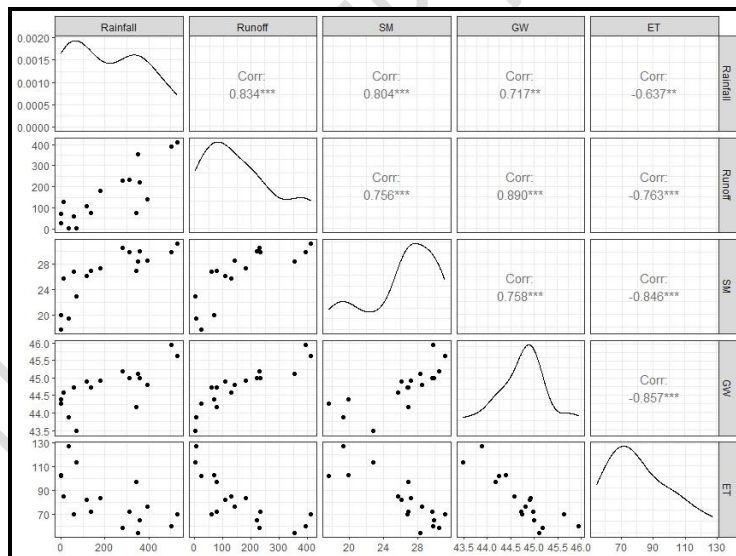 Rainfall Runoff SM GW ET
0.0020
0.0015
0.0010
0.0005
0.0000
Corr:
0.834***
Corr:
0.804***
Corr:
0.717**
Corr:
-0.637**
Rainfall
400
300
200
100
0
Corr:
0.756***
Corr:
0.890***
Corr:
-0.763***
Runoff
28
24
20
Corr:
0.758***
Corr:
-0.846***
SM
46.0
45.5
45.0
44.5
44.0
43.5
Corr:
-0.857***
GW
130
110
90
70
ET
0 200 400 0 100 200 300 400 20 24 28 43.5 44.0 44.5 45.0 45.5 46.0 70 90 110 130